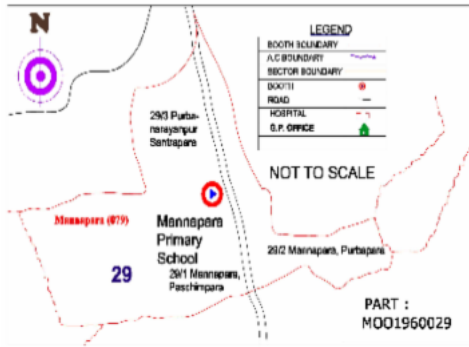 N
LEGEND
BOOTH BOUNDARY
A.C BOUNDARY
SECTOR BOUNDARY
BOOTH
ROAD
HOSPITAL
G.P. OFFICE
29/3 Purba-
narayanpur
Santrapara
NOT TO SCALE
Mannapara (079)
Mannapara
Primary
School
29/2 Mannapara, Purbapara
29
29/1 Mannapara,
Paschimpara
PART :
MOO1960029